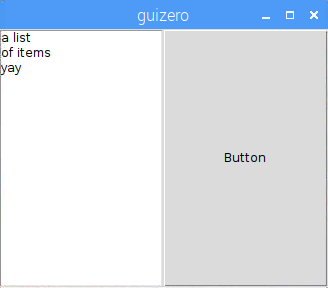 guizero
a list
of items
yay
Button